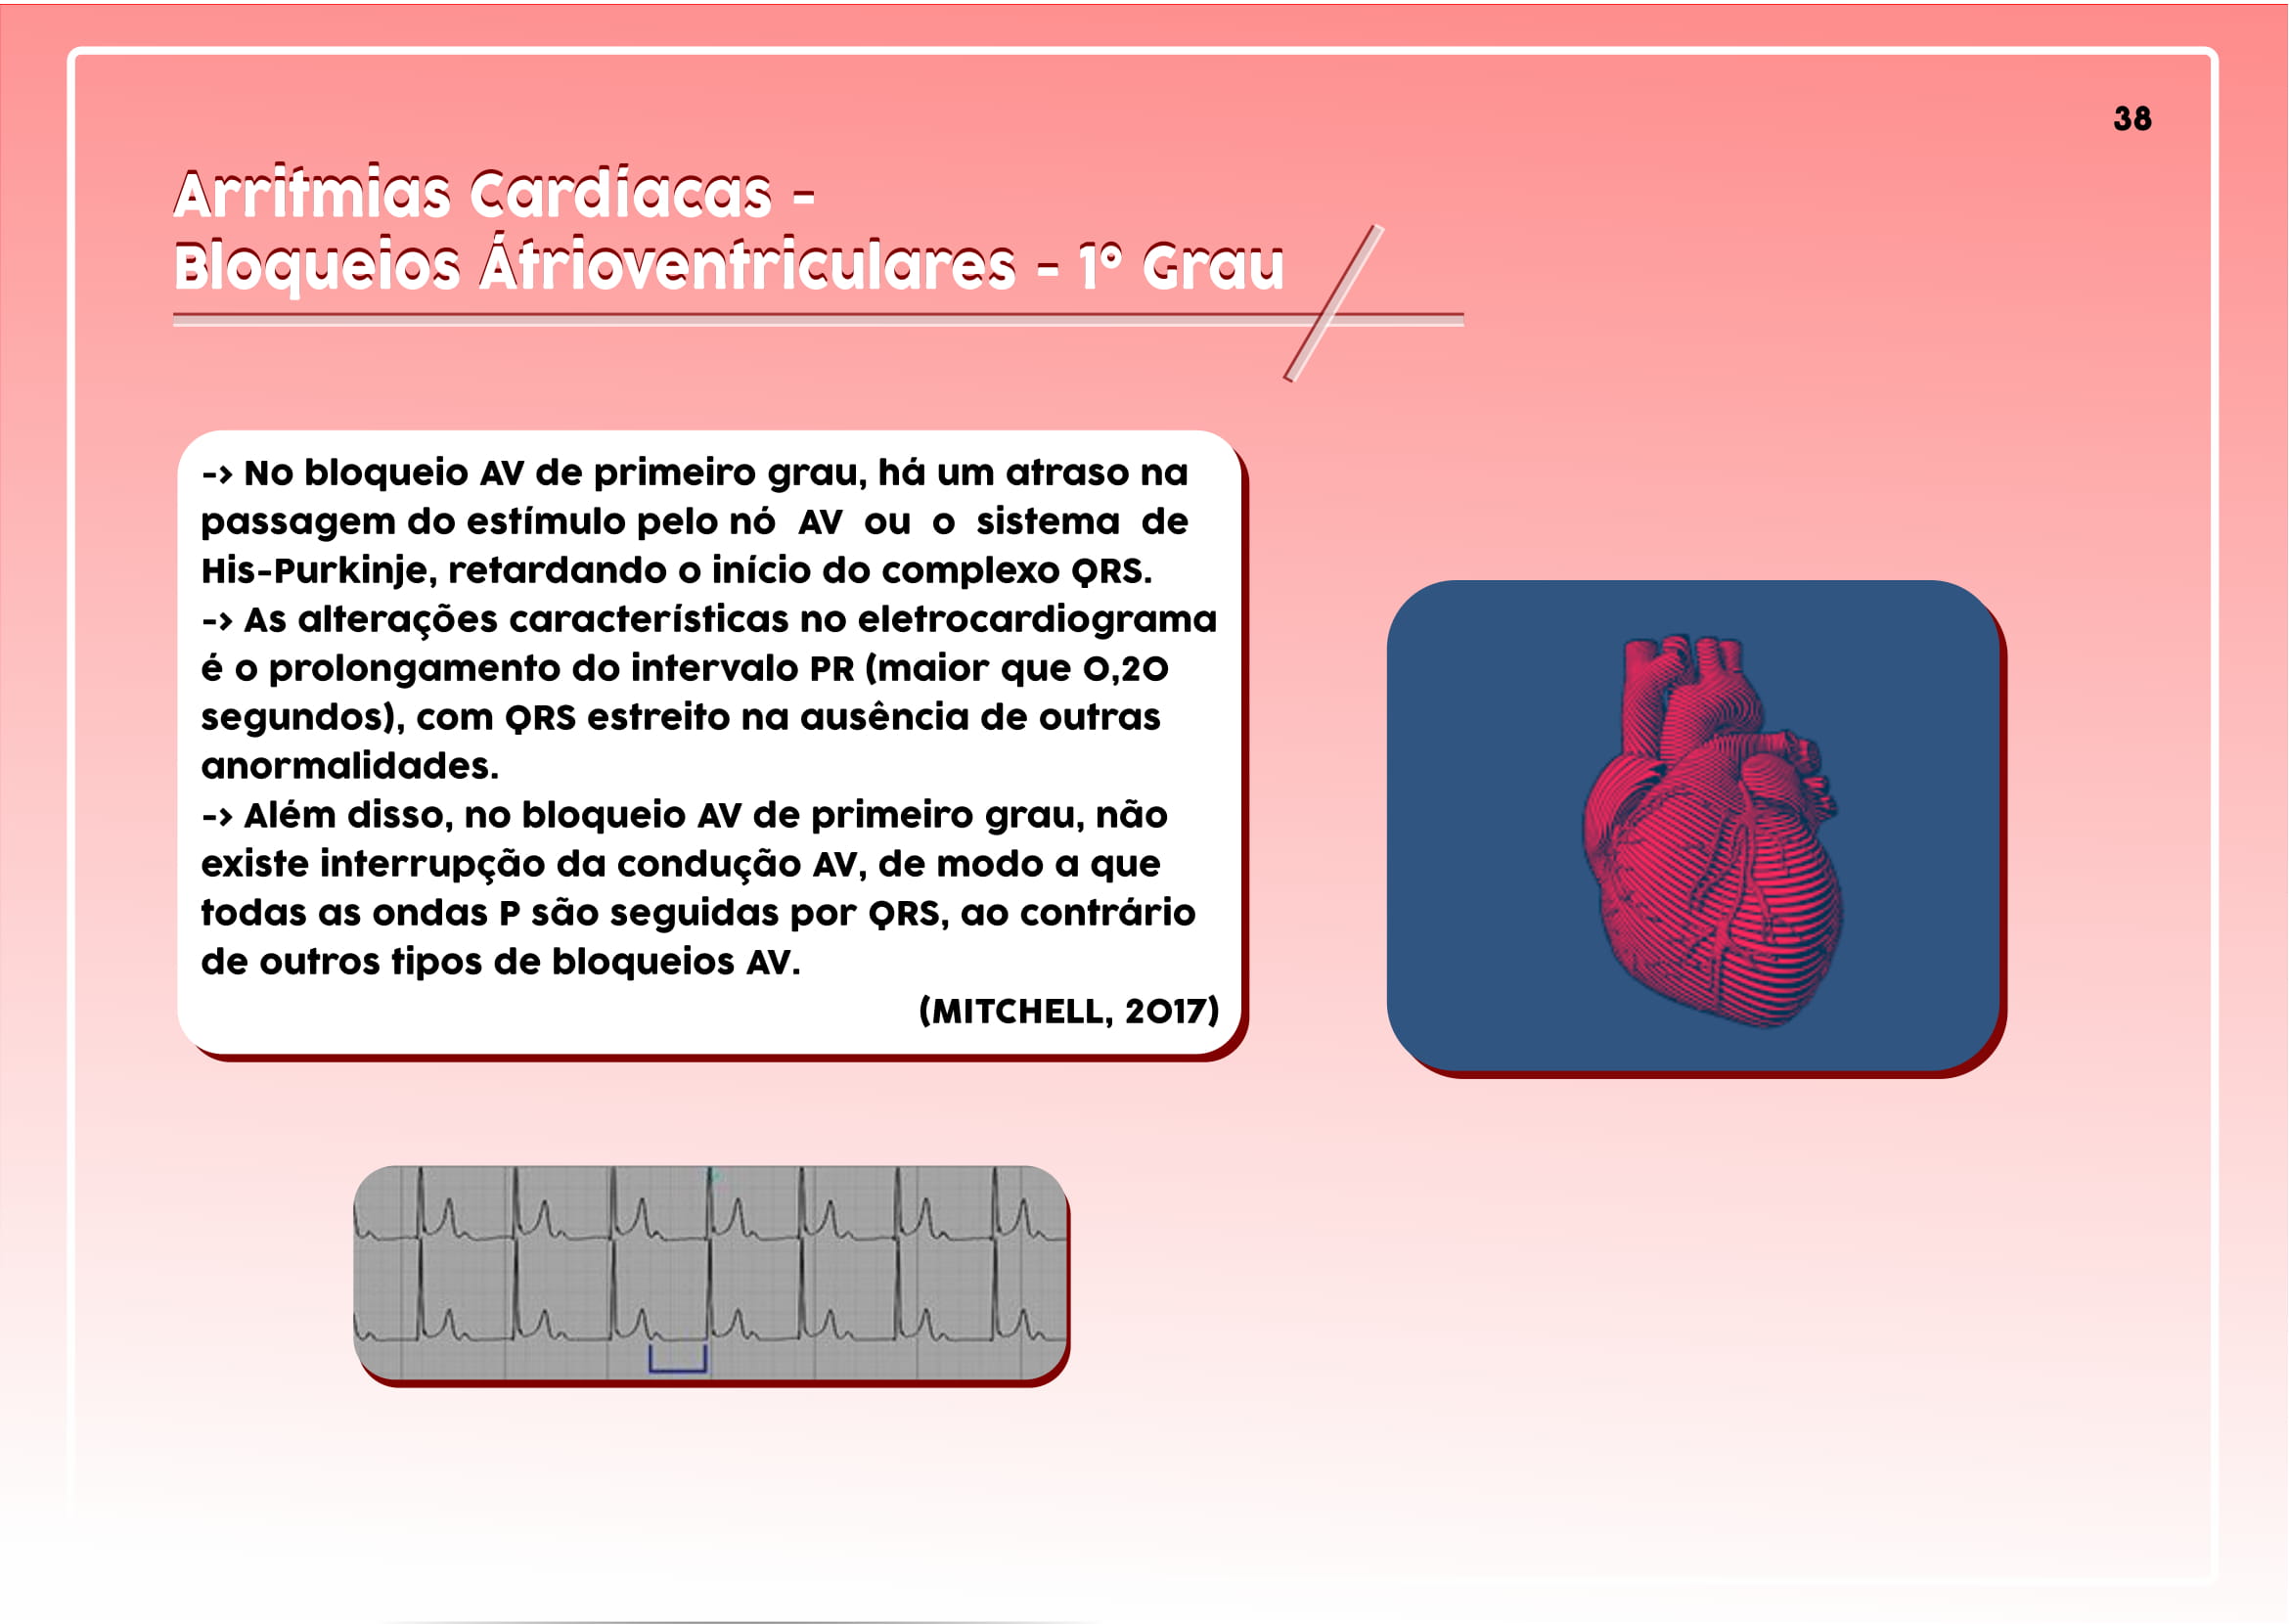 38
Arritmias Cardíacas -
Bloqueios Átrioventriculares - 1º Grau
-> No bloqueio AV de primeiro grau, há um atraso na
passagem do estímulo pelo nó AV ou o sistema de
His-Purkinje, retardando o início do complexo QRS.
-> As alterações características no eletrocardiograma
é o prolongamento do intervalo PR (maior que 0,20
segundos), com QRS estreito na ausência de outras
anormalidades.
-> Além disso, no bloqueio AV de primeiro grau, não
existe interrupção da condução AV, de modo a que
todas as ondas P são seguidas por QRS, ao contrário
de outros tipos de bloqueios AV.
(MITCHELL, 2017)